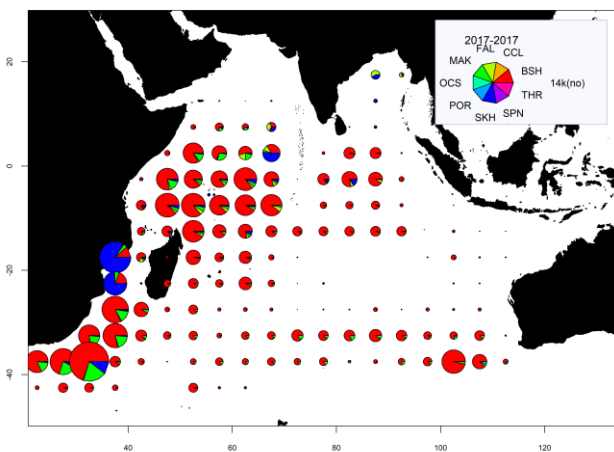 2017-2017
FAL
CCL
MAK
BSH
OCS
14k(no)
THR
POR
SPN
SKH
20
0
-20
-40
40
60
80
100
120